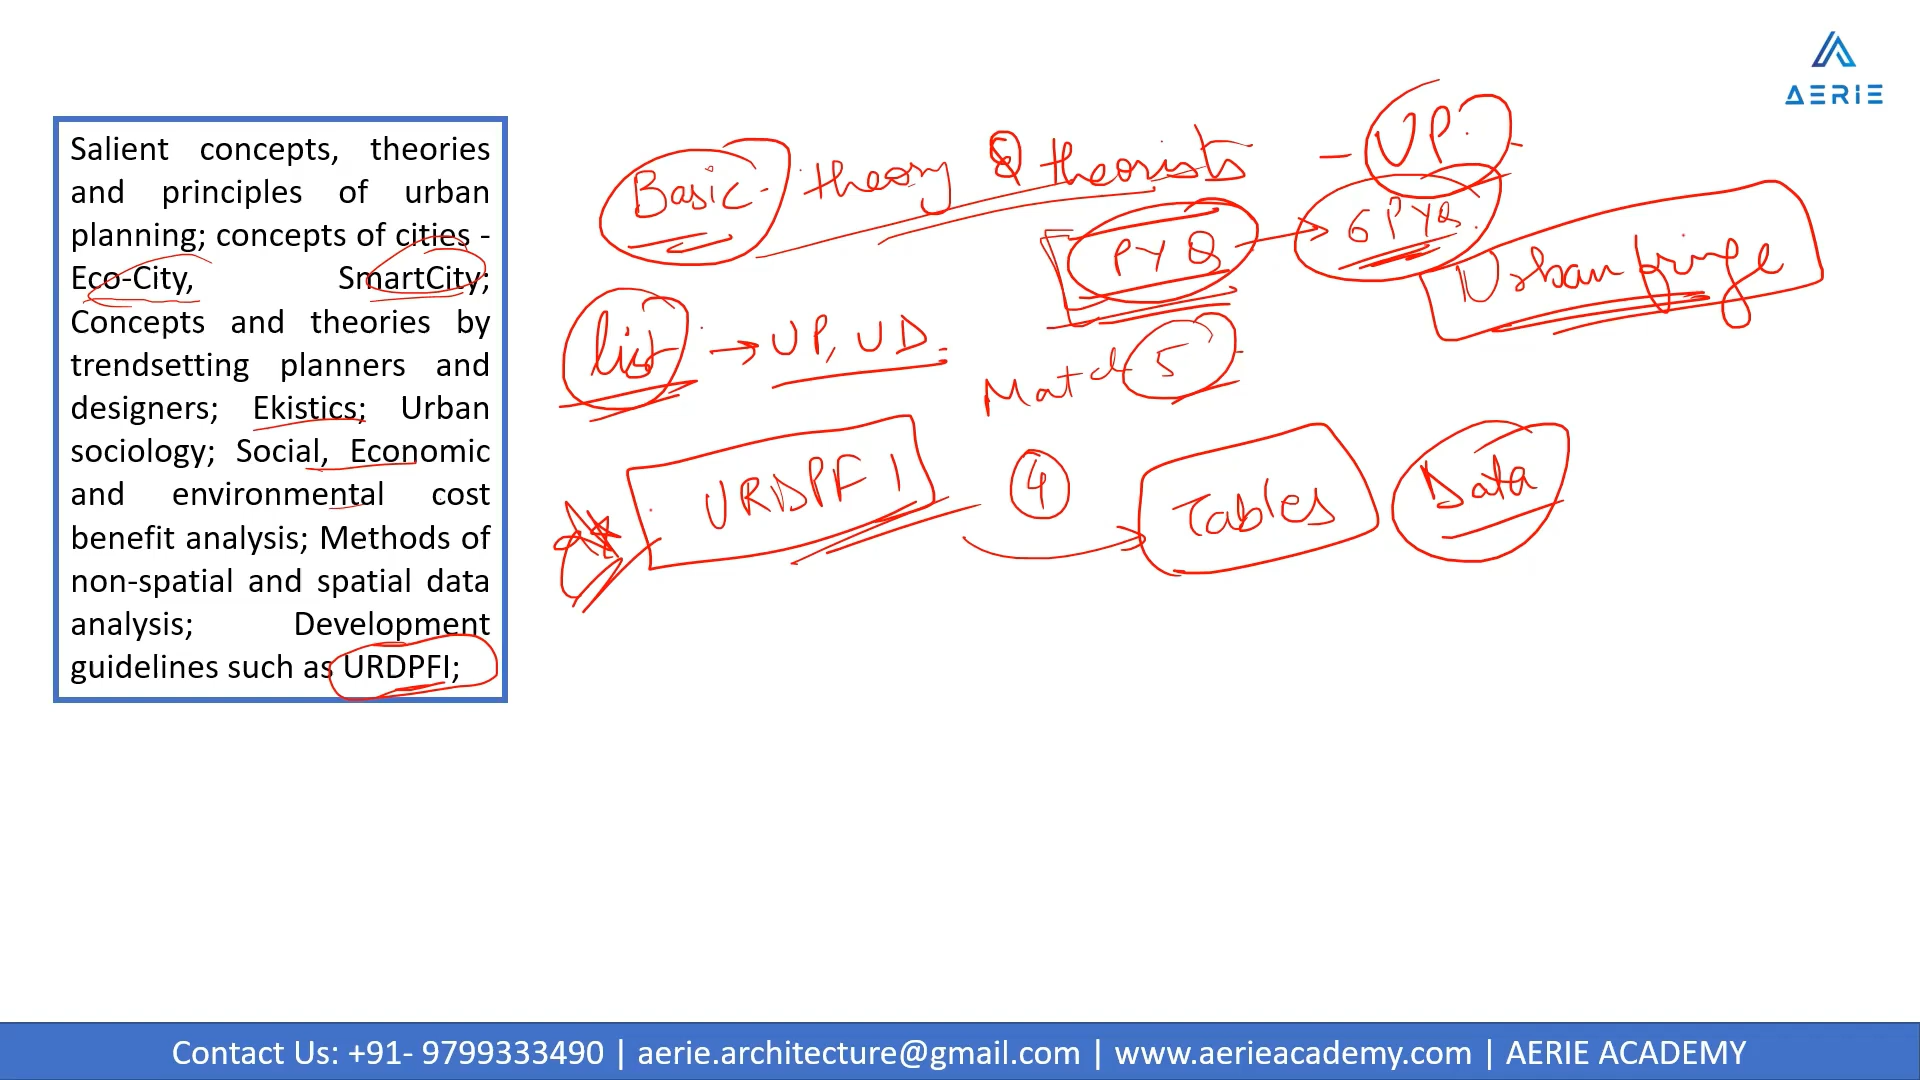 AERIE
Salient concepts, theories
and principles of urban
planning; concepts of cities -
Eco-City, SmartCity;
Concepts and theories by
trendsetting planners and
designers; Ekistics; Urban
sociology; Social, Economic
and environmental cost
benefit analysis; Methods of
non-spatial and spatial data
analysis; Development
guidelines such as URDPFI;
Basic - theory & theorists - UP.
PYQ → 6 PYQ.
Urban fringe
list → UP, UD
Match 5
URDPFI 4 Tables Data
Contact Us: +91- 9799333490 | aerie.architecture@gmail.com | www.aerieacademy.com | AERIE ACADEMY